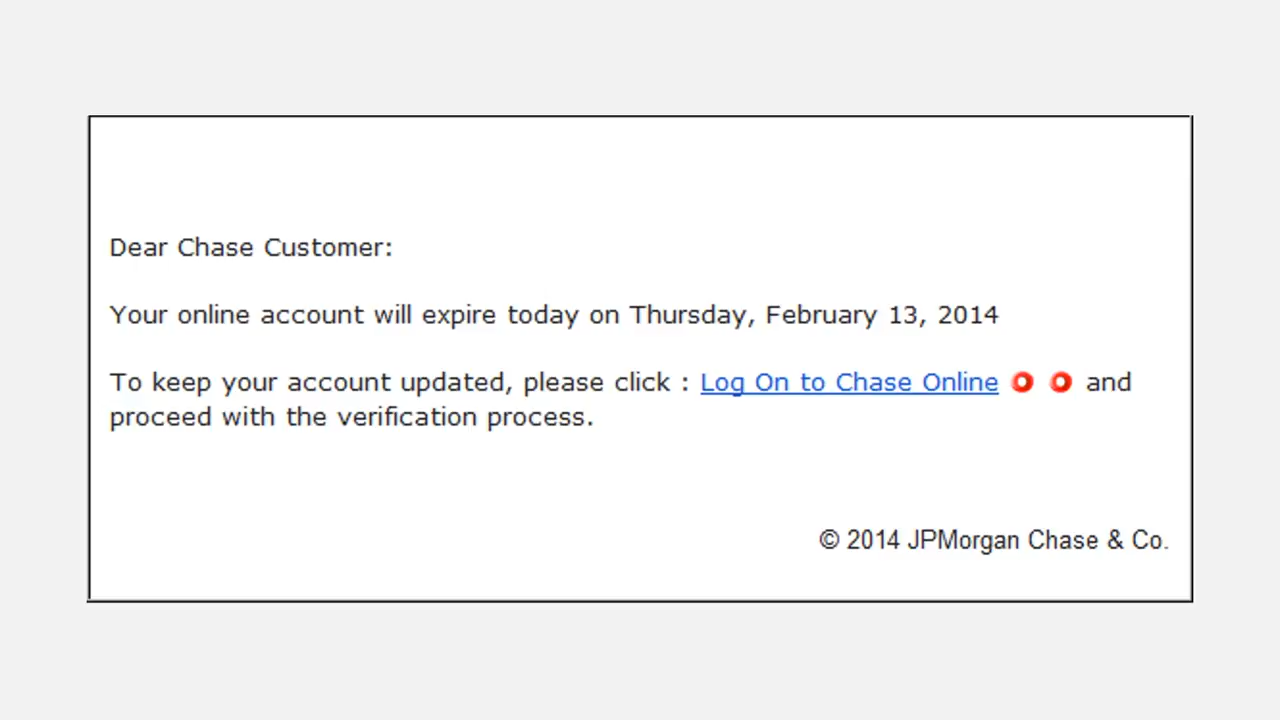 Dear Chase Customer:
Your online account will expire today on Thursday, February 13, 2014
To keep your account updated, please click : Log On to Chase Online and
proceed with the verification process.
© 2014 JPMorgan Chase & Co.